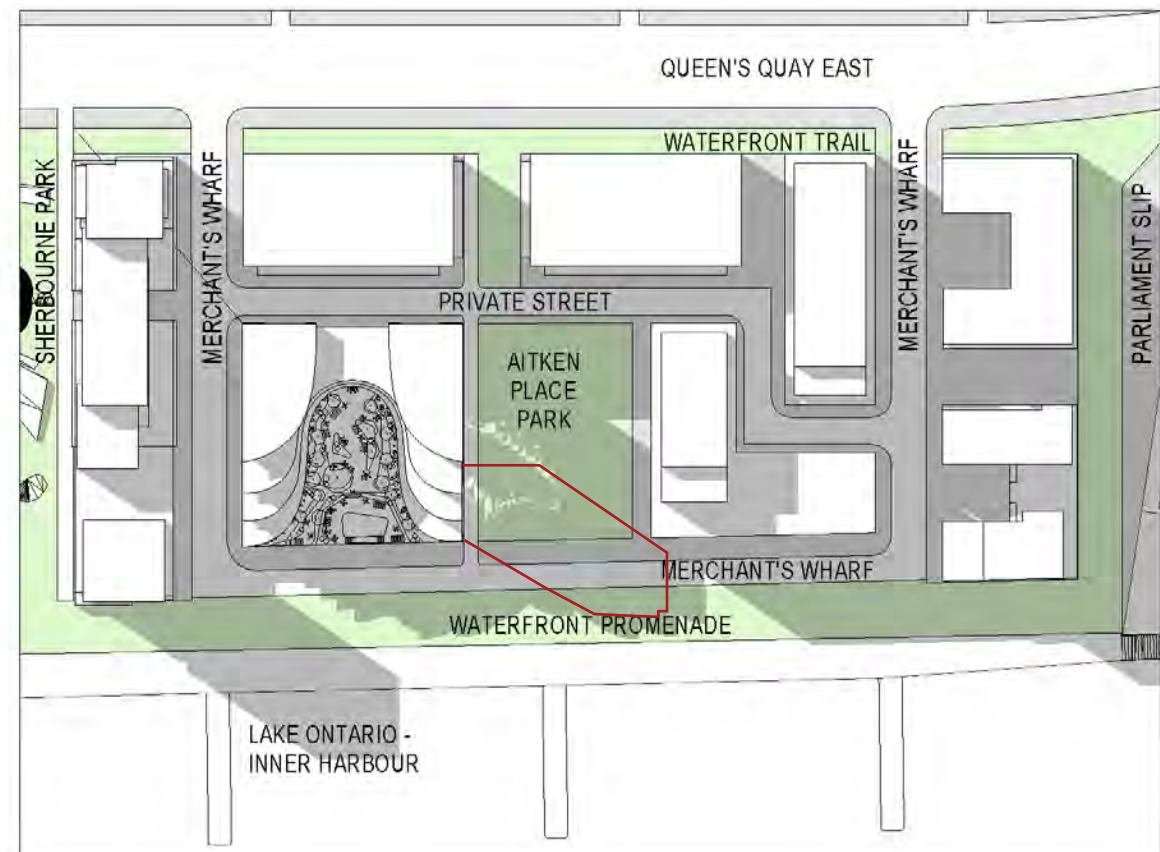 QUEEN'S QUAY EAST
WATERFRONT TRAIL
SHERBOURNE PARK
MERCHANT'S WHARF
MERCHANT'S WHARF
PARLIAMENT SLIP
PRIVATE STREET
AITKEN
PLACE
PARK
MERCHANT'S WHARF
WATERFRONT PROMENADE
LAKE ONTARIO -
INNER HARBOUR